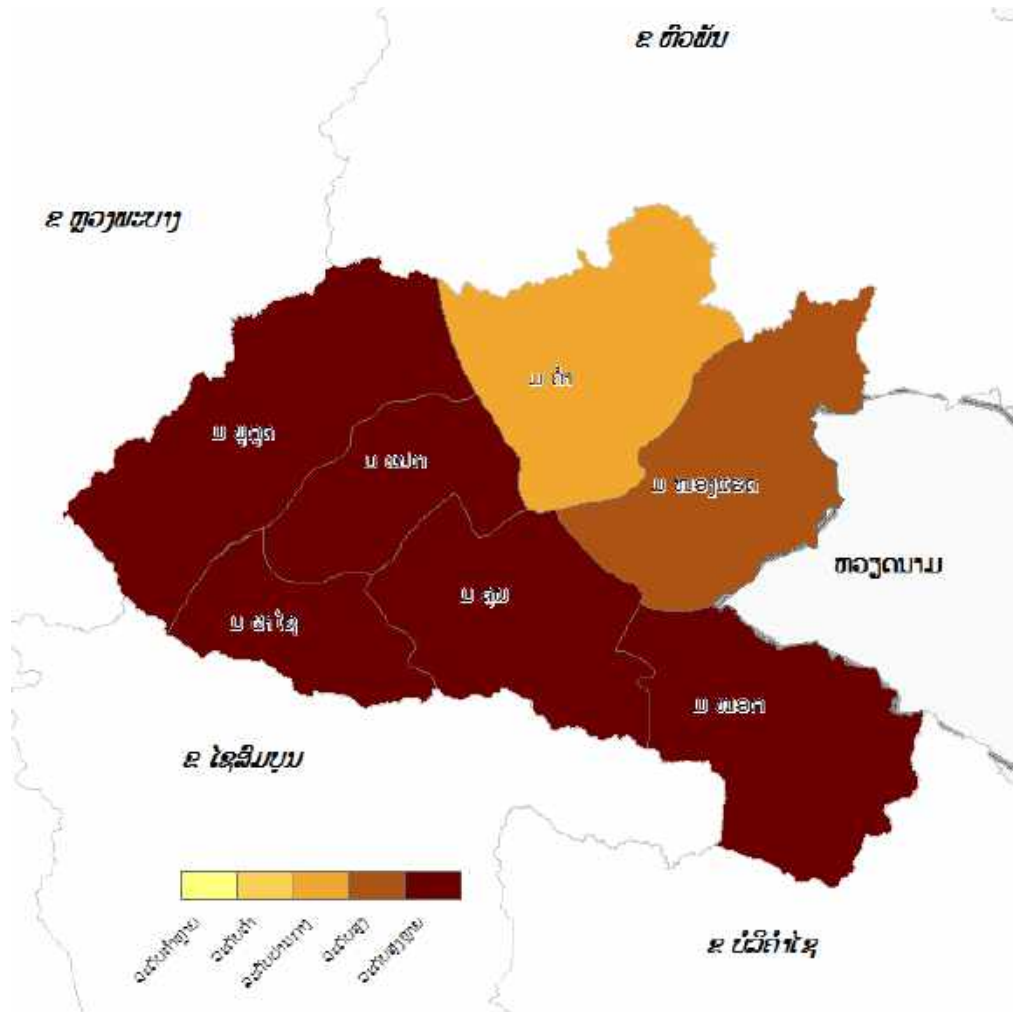 ຂ ຫົວພັນ
ຂ ຫຼວງພະບາງ
ມ ຄຳ
ມ ພູກູດ
ມ ແປກ
ມ ໜອງແຮດ
ຫວຽດນາມ
ມ ຄູນ
ມ ຜາໄຊ
ມ ໝອກ
ຂ ໄຊສົມບູນ
ລະດັບຕ່ຳຫຼາຍ
ລະດັບຕ່ຳ
ລະດັບປານກາງ
ລະດັບສູງ
ລະດັບສູງຫຼາຍ
ຂ ບໍລິຄຳໄຊ